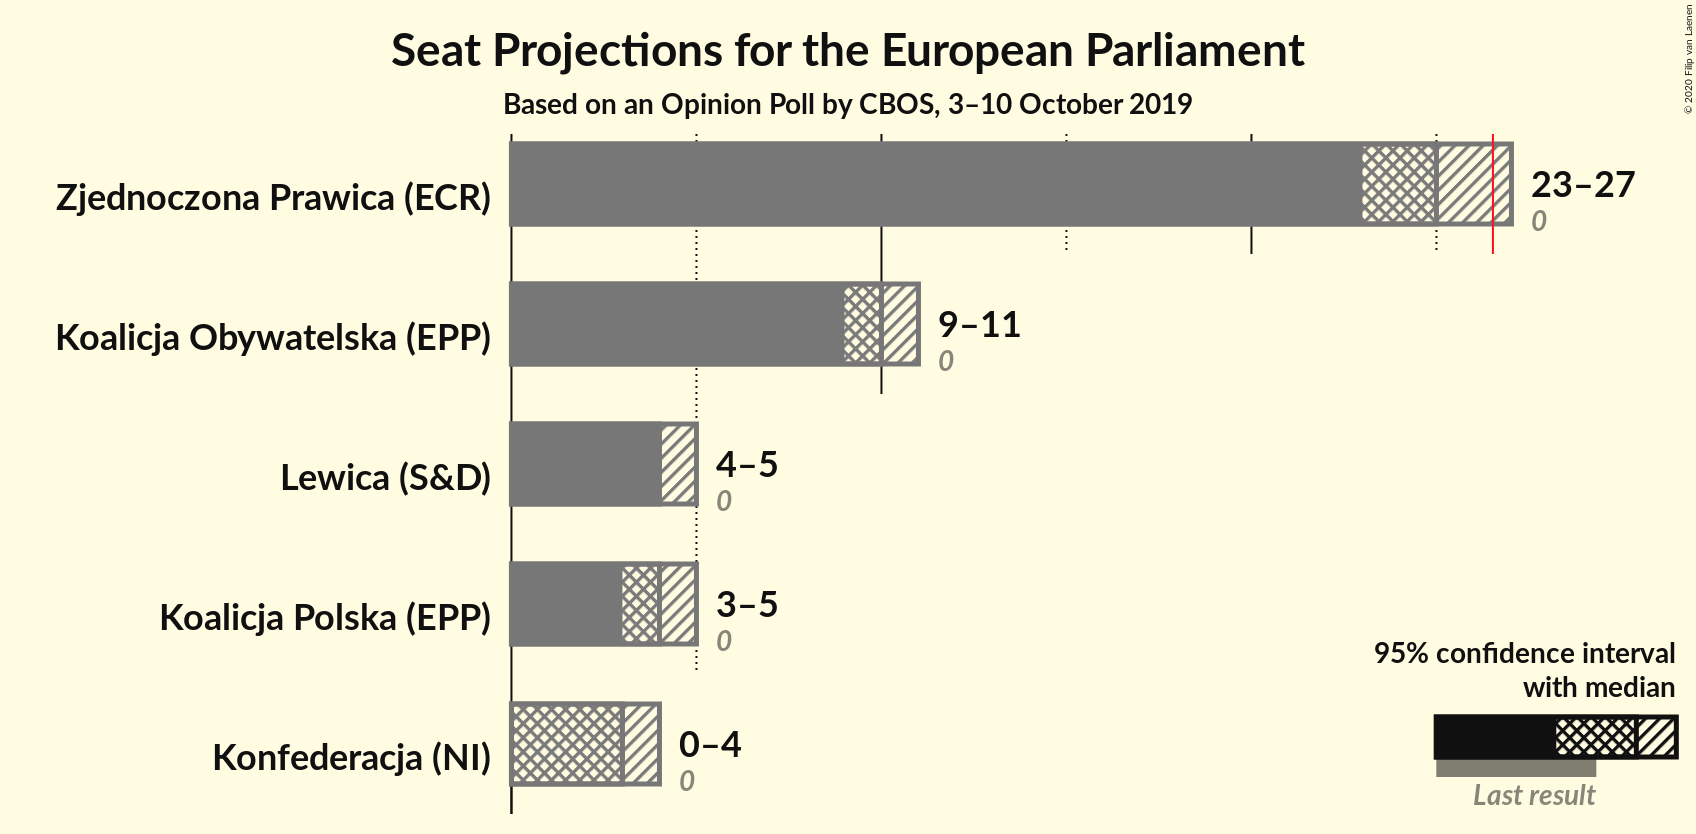 Seat Projections for the European Parliament
Based on an Opinion Poll by CBOS, 3–10 October 2019
© 2020 Filip van Laenen
Zjednoczona Prawica (ECR)
23–27
0
Koalicja Obywatelska (EPP)
9–11
0
Lewica (S&D)
4–5
0
Koalicja Polska (EPP)
3–5
0
Konfederacja (NI)
0–4
0
95% confidence interval
with median
Last result